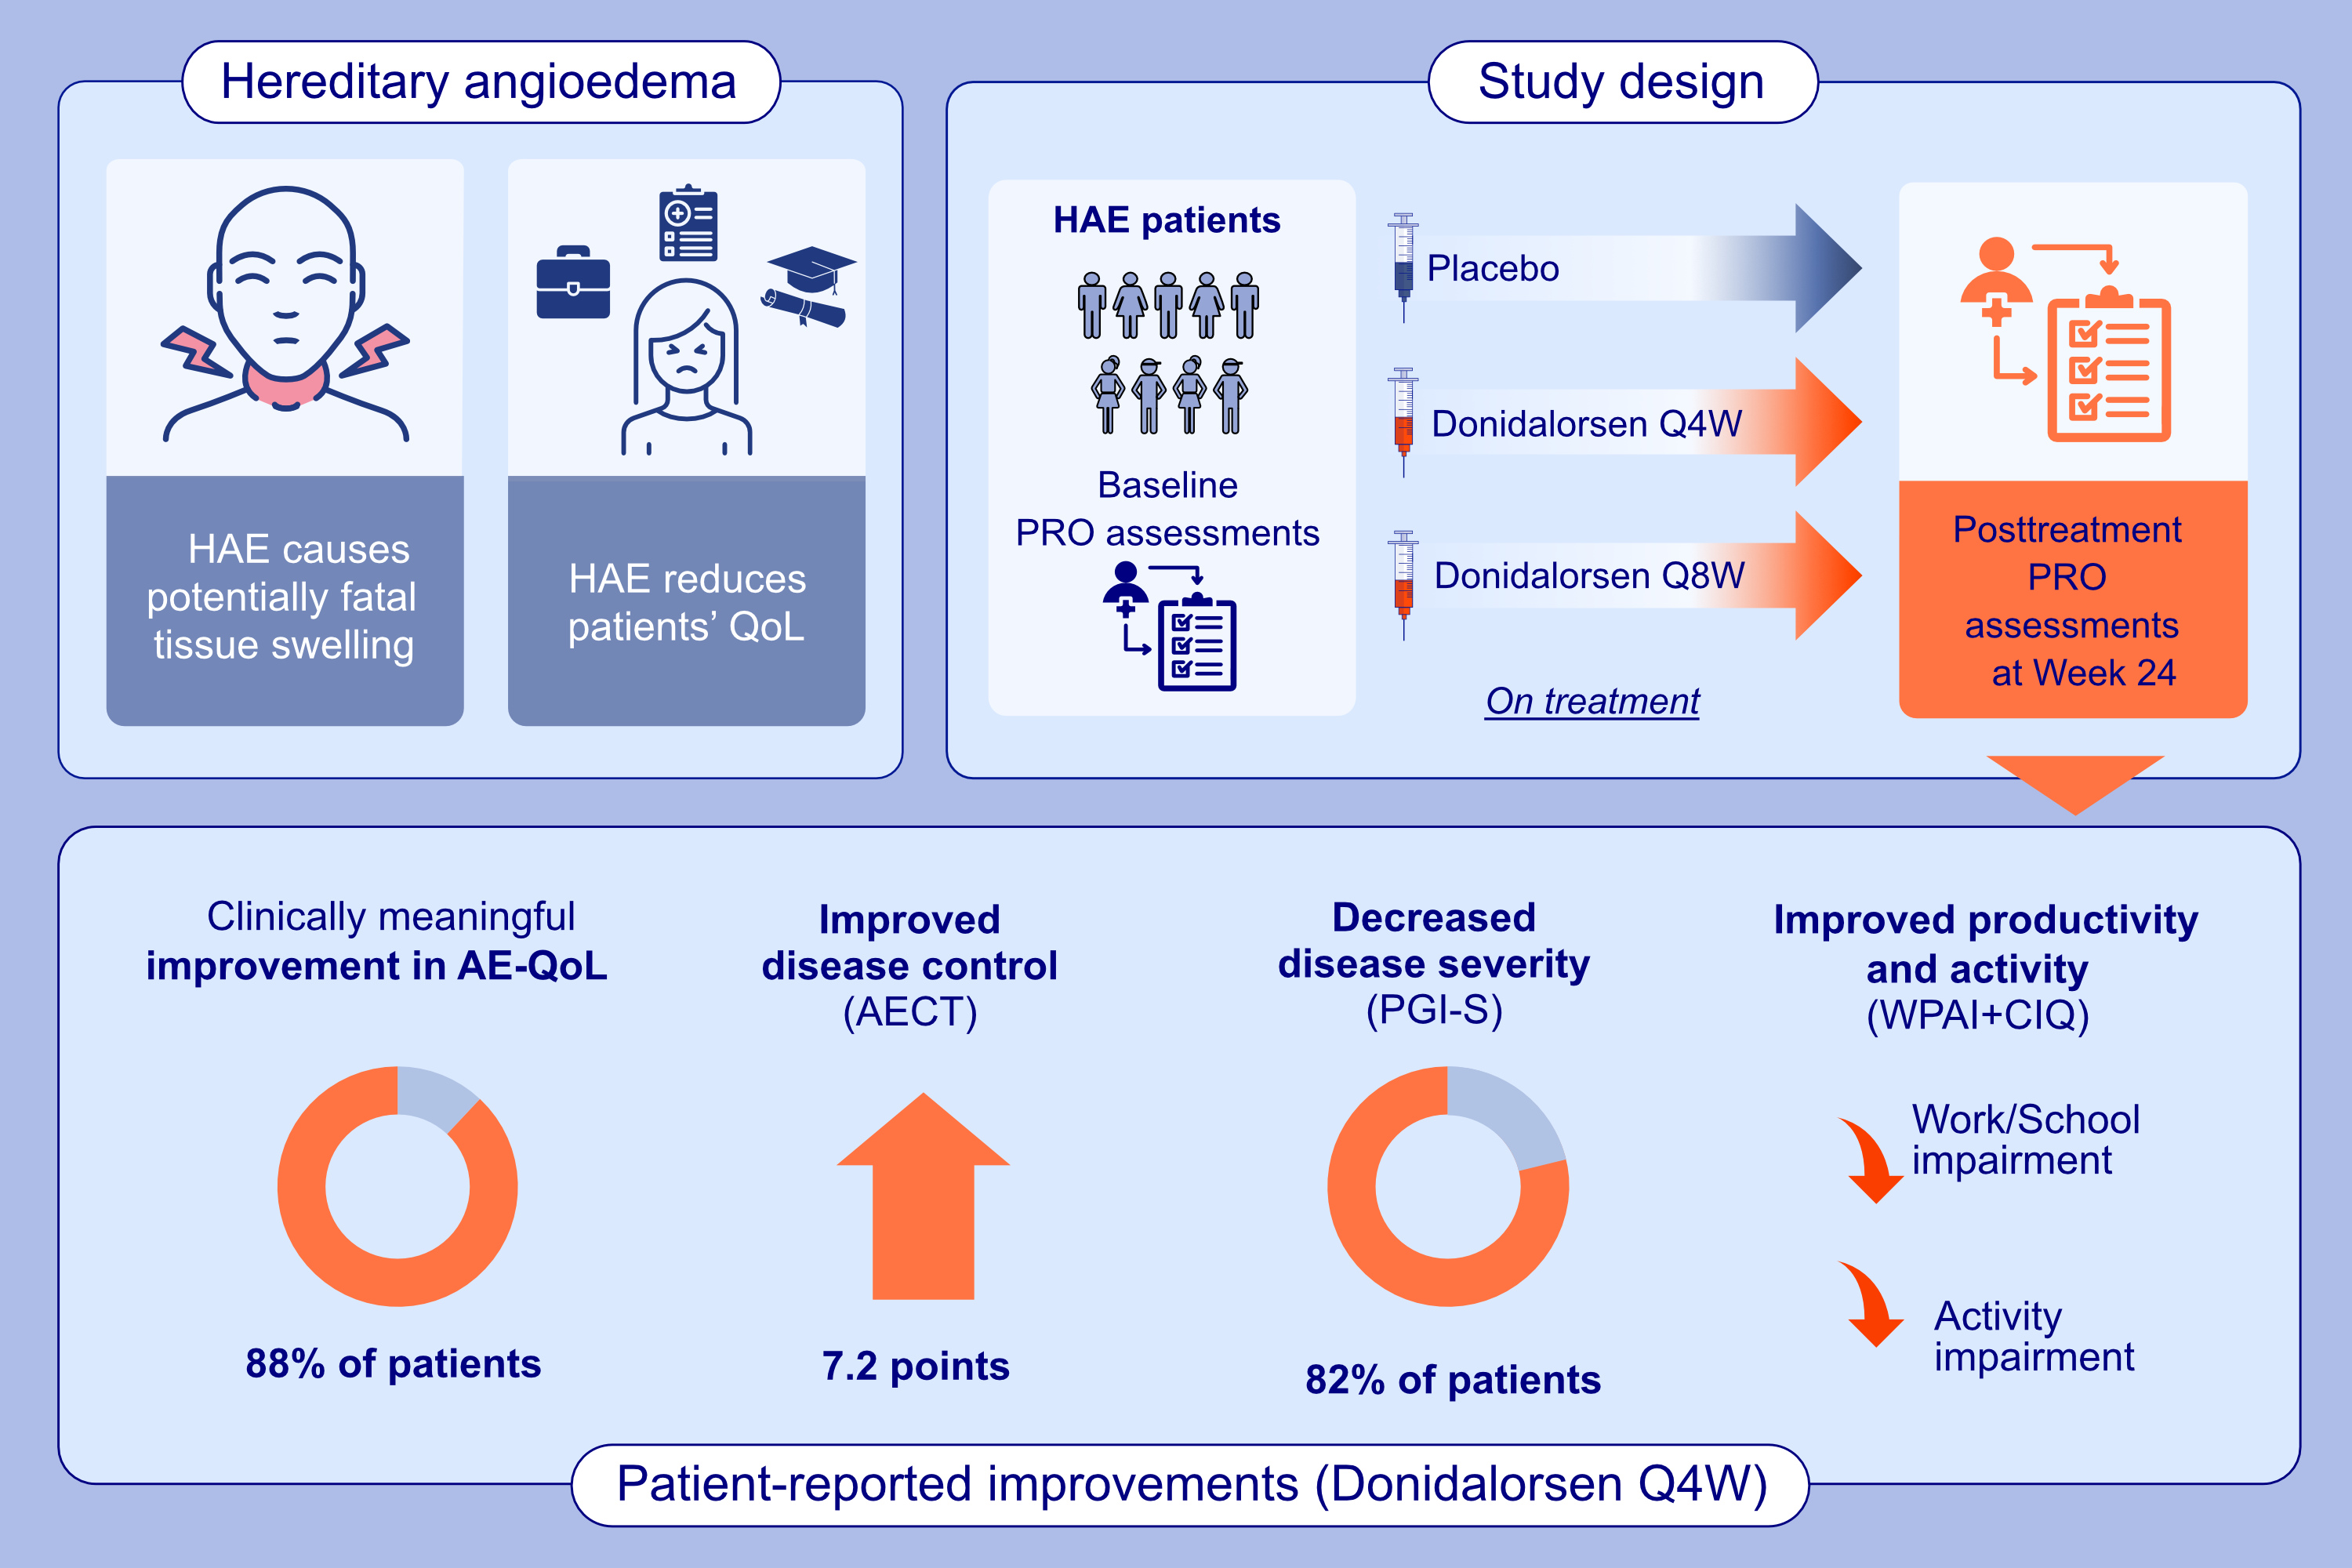 Hereditary angioedema
HAE causes
potentially fatal
tissue swelling
HAE reduces
patients’ QoL
Study design
HAE patients
Baseline
PRO assessments
Placebo
Donidalorsen Q4W
Donidalorsen Q8W
On treatment
Posttreatment
PRO
assessments
at Week 24
Clinically meaningful
improvement in AE-QoL
88% of patients
Improved
disease control
(AECT)
7.2 points
Decreased
disease severity
(PGI-S)
82% of patients
Improved productivity
and activity
(WPAI+CIQ)
Work/School
impairment
Activity
impairment
Patient-reported improvements (Donidalorsen Q4W)